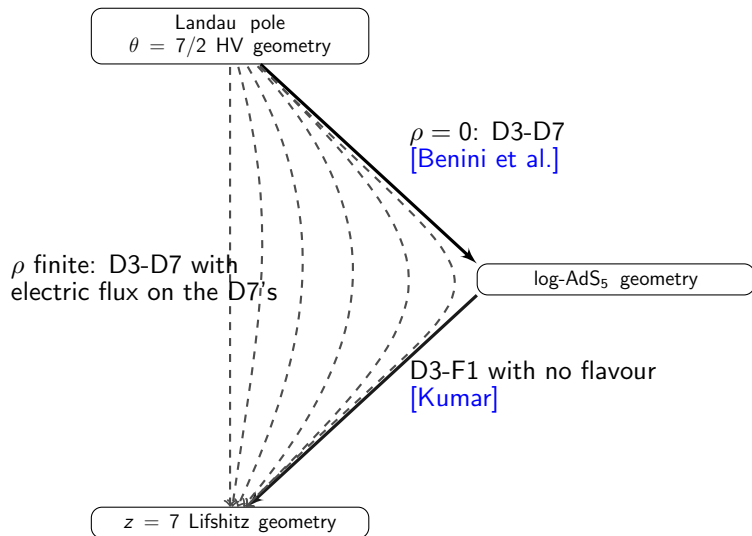 Landau pole
θ = 7/2 HV geometry
ρ = 0: D3-D7
[Benini et al.]
ρ finite: D3-D7 with
electric flux on the D7's
log-AdS₅ geometry
D3-F1 with no flavour
[Kumar]
z = 7 Lifshitz geometry